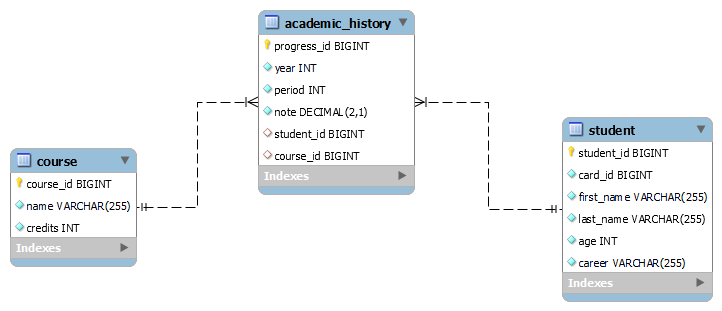 academic_history
progress_id BIGINT
year INT
period INT
note DECIMAL(2,1)
student_id BIGINT
course_id BIGINT
Indexes
course
course_id BIGINT
name VARCHAR(255)
credits INT
Indexes
student
student_id BIGINT
card_id BIGINT
first_name VARCHAR(255)
last_name VARCHAR(255)
age INT
career VARCHAR(255)
Indexes